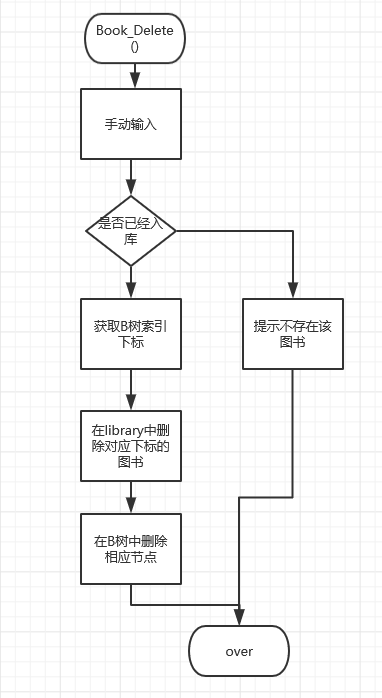 Book_Delete
()
手动输入
是否已经入
库
获取B树索引
下标
提示不存在该
图书
在library中删
除对应下标的
图书
在B树中删除
相应节点
over